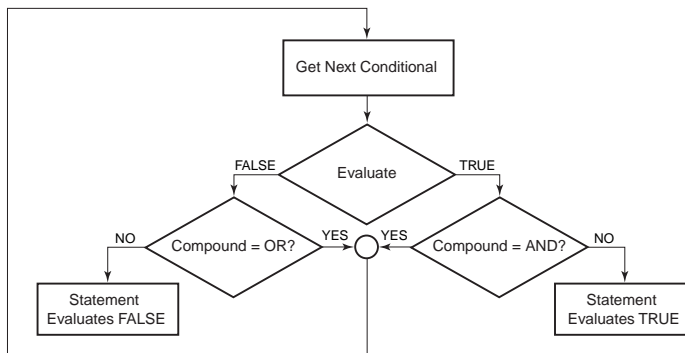 Get Next Conditional
FALSE
Evaluate
TRUE
NO
Compound = OR?
YES
YES
Compound = AND?
NO
Statement
Evaluates FALSE
Statement
Evaluates TRUE